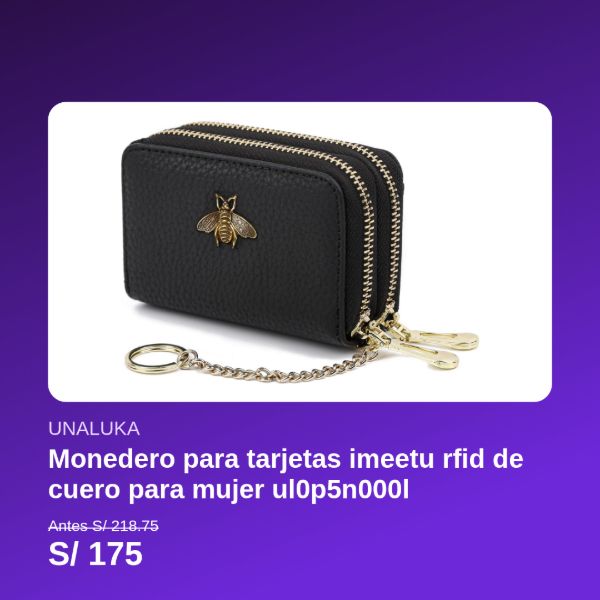 UNALUKA
Monedero para tarjetas imeetu rfid de
cuero para mujer ul0p5n000l
Antes S/ 218.75
S/ 175